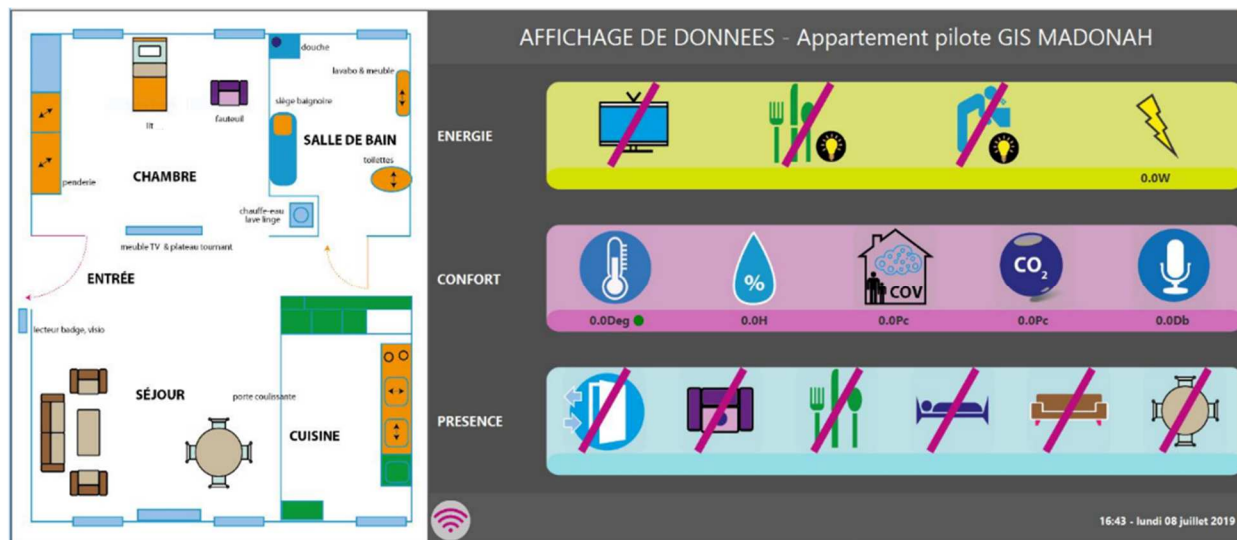 douche
lavabo & meuble
siège baignoire
lit
fauteuil
SALLE DE BAIN
toilettes
CHAMBRE
penderie
chauffe-eau
lave linge
meuble TV & plateau tournant
ENTRÉE
lecteur badge, visio
SÉJOUR
porte coulissante
CUISINE
AFFICHAGE DE DONNEES - Appartement pilote GIS MADONAH
ENERGIE
0.0W
CONFORT
%
COV
CO2
0.0Deg
0.0H
0.0Pc
0.0Pc
0.0Db
PRESENCE
16:43 - lundi 08 juillet 2019